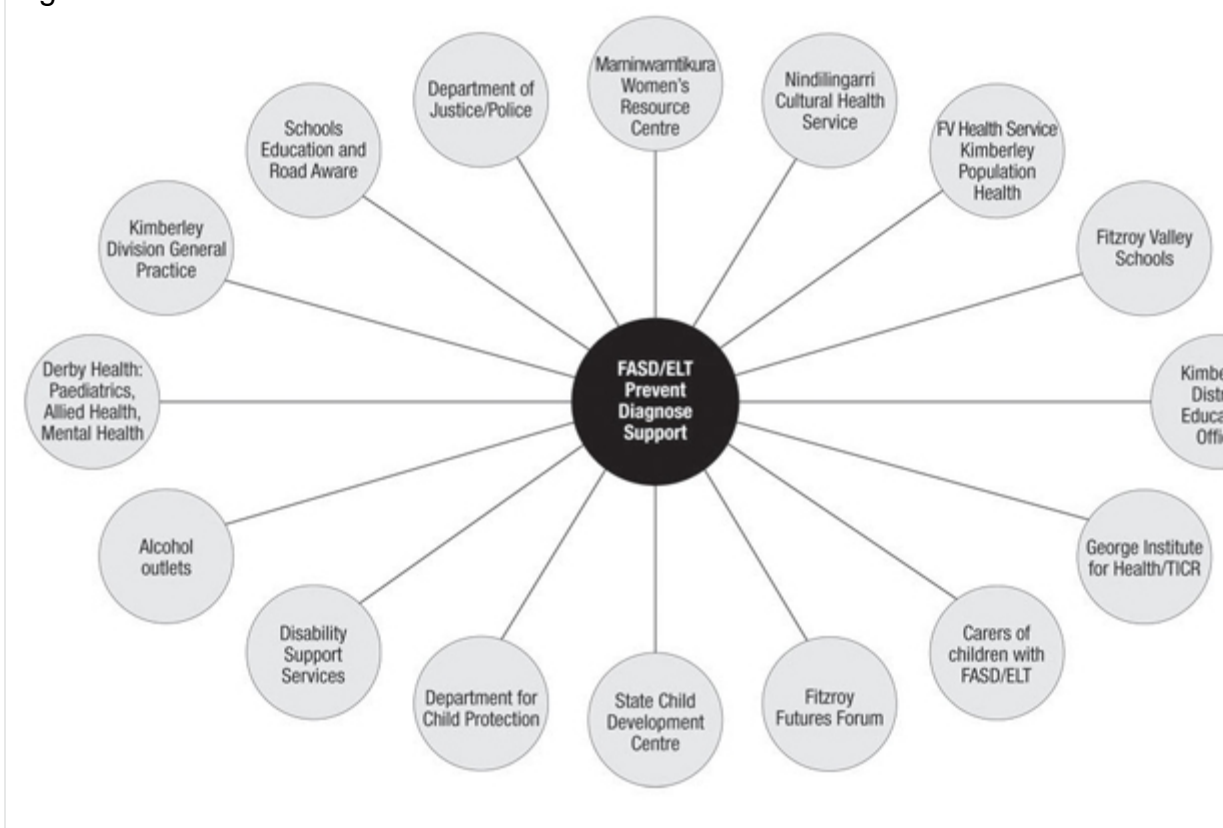 Maminwarntikura
Women's
Resource
Centre
Nindilingarri
Cultural Health
Service
FV Health Service
Kimberley
Population
Health
Fitzroy Valley
Schools
George Institute
for Health/TICR
Carers of
children with
FASD/ELT
Fitzroy
Futures Forum
State Child
Development
Centre
Department for
Child Protection
Disability
Support
Services
Alcohol
outlets
Derby Health:
Paediatrics,
Allied Health,
Mental Health
Kimberley
Division General
Practice
Schools
Education and
Road Aware
Department of
Justice/Police
FASD/ELT
Prevent
Diagnose
Support